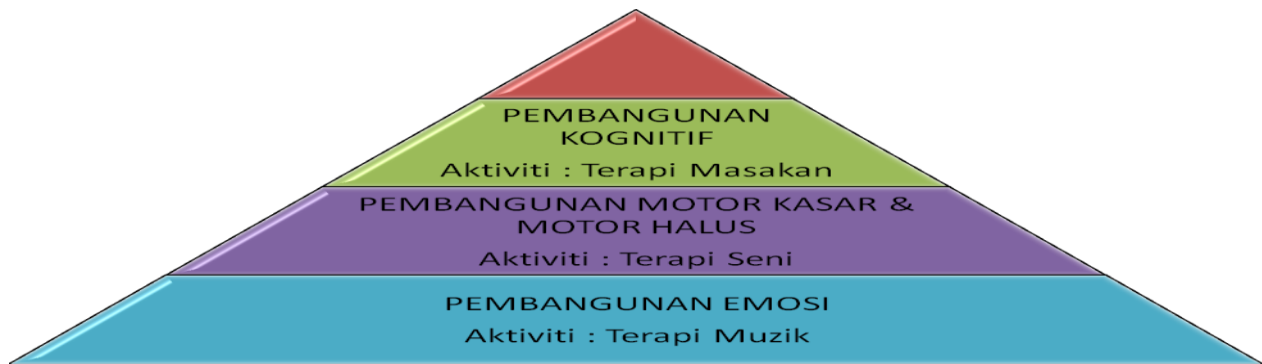 PEMBANGUNAN
KOGNITIF
Aktiviti : Terapi Masakan
PEMBANGUNAN MOTOR KASAR &
MOTOR HALUS
Aktiviti : Terapi Seni
PEMBANGUNAN EMOSI
Aktiviti : Terapi Muzik